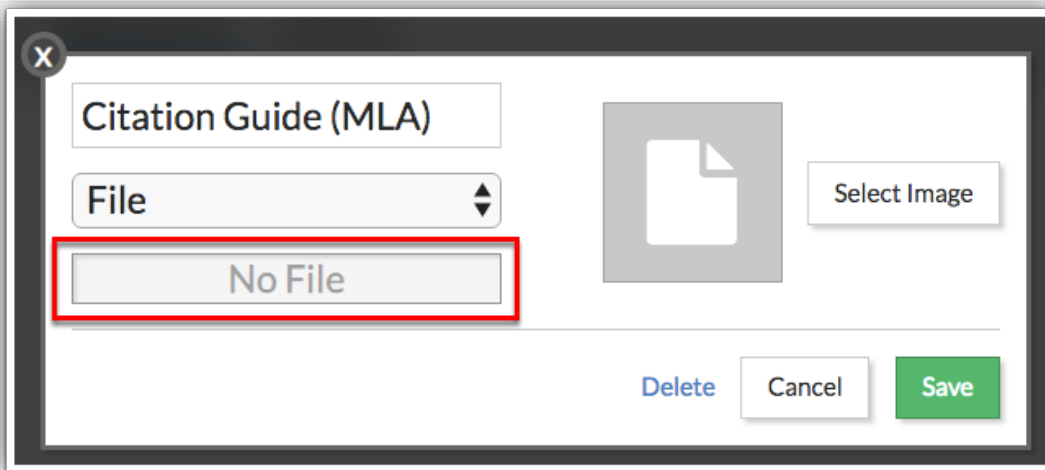 X
Citation Guide (MLA)
File
No File
Select Image
Delete
Cancel
Save